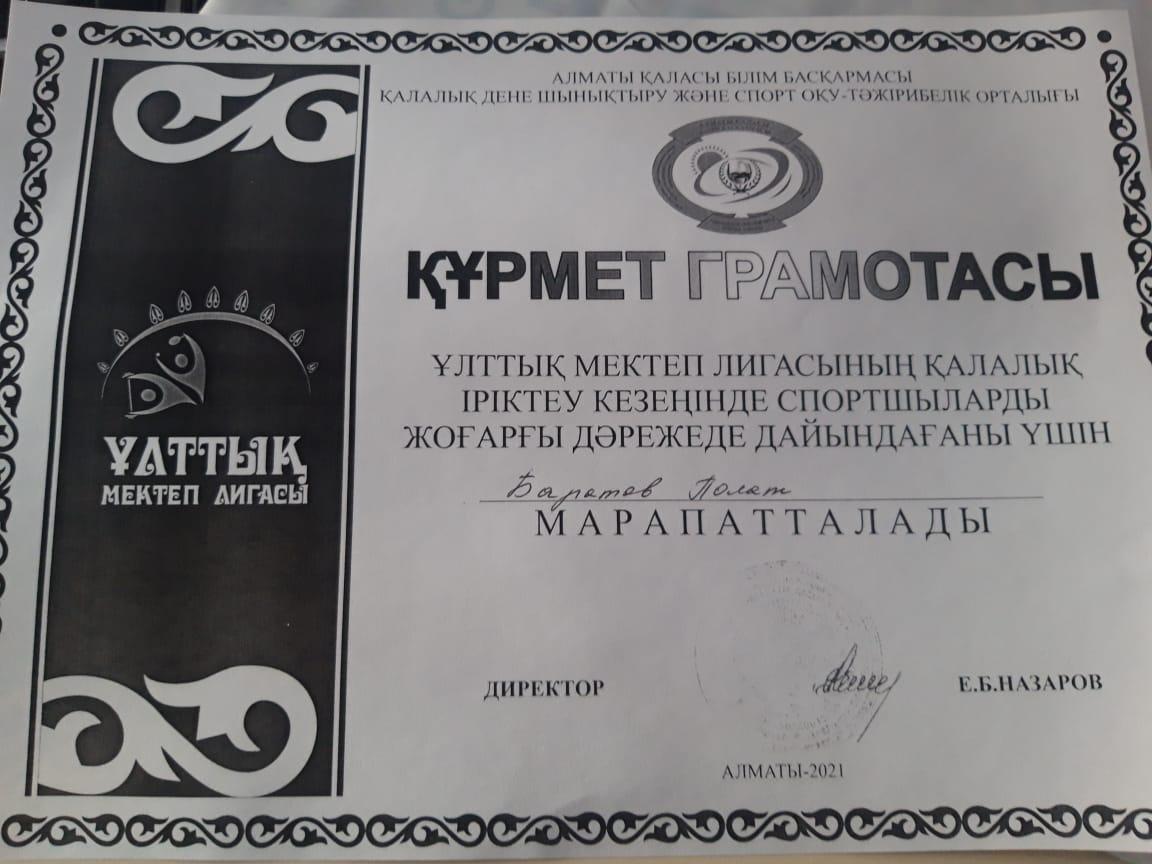 АЛМАТЫ ҚАЛАСЫ БІЛІМ БАСҚАРМАСЫ
ҚАЛАЛЫҚ ДЕНЕ ШЫНЫҚТЫРУ ЖӘНЕ СПОРТ ОҚУ-ТӘЖІРИБЕЛІК ОРТАЛЫҒЫ
ҚҰРМЕТ ГРАМОТАСЫ
ҰЛТТЫҚ МЕКТЕП ЛИГАСЫНЫҢ ҚАЛАЛЫҚ
ІРІКТЕУ КЕЗЕҢІНДЕ СПОРТШЫЛАРДЫ
ЖОҒАРҒЫ ДӘРЕЖЕДЕ ДАЙЫНДАҒАНЫ ҮШІН
Баратов Полат
МАРАПАТТАЛАДЫ
ҰЛТТЫҚ
МЕКТЕП ЛИГАСЫ
ДИРЕКТОР Е.Б.НАЗАРОВ
АЛМАТЫ-2021